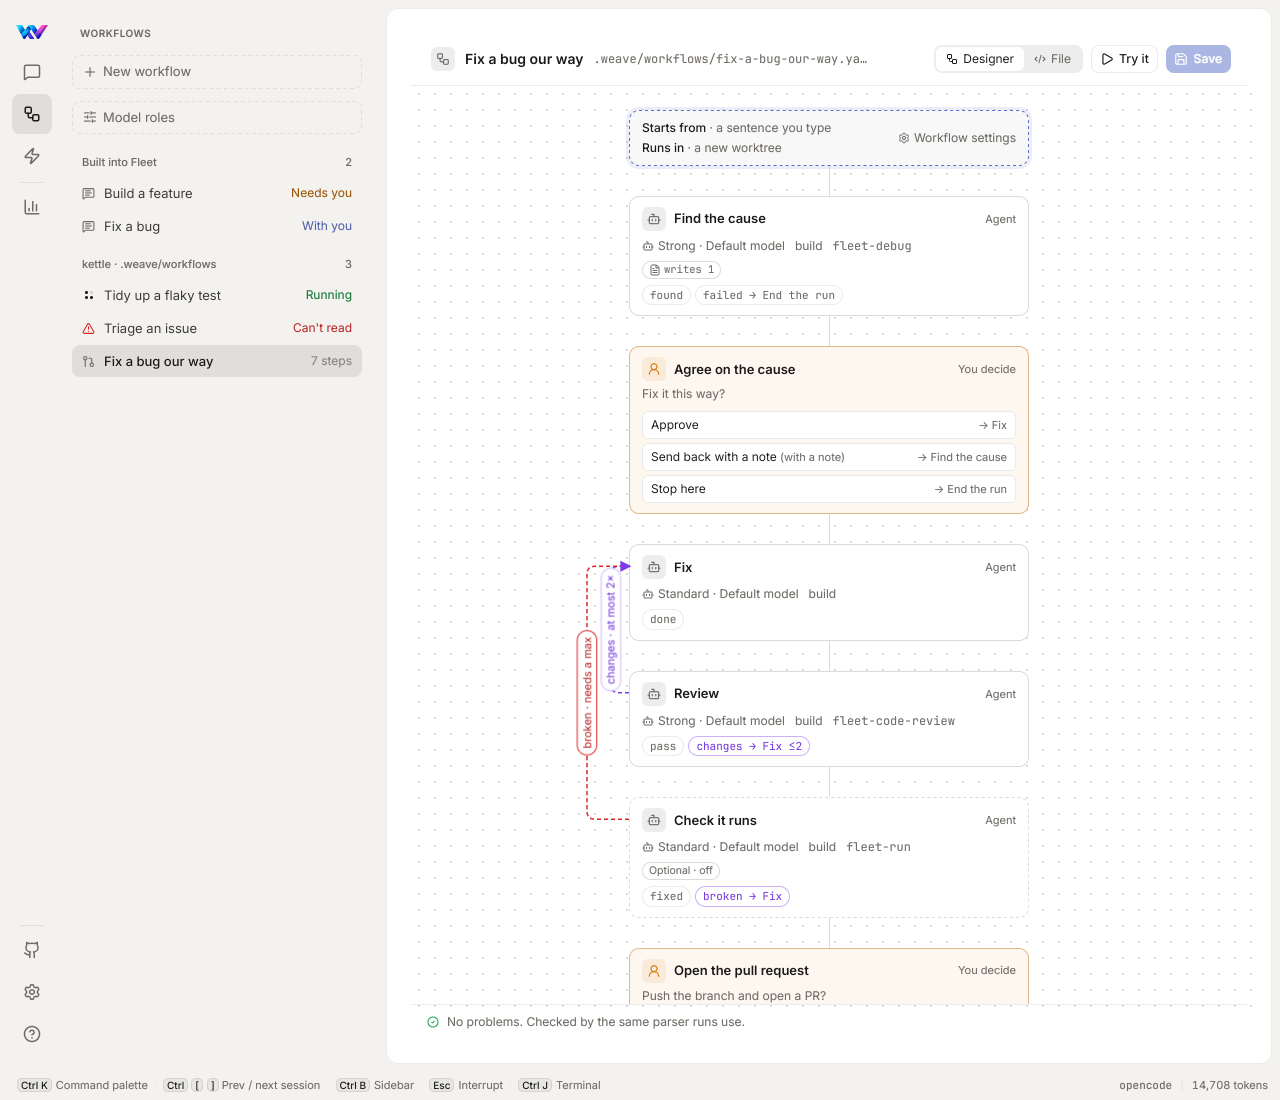 WORKFLOWS
New workflow
Model roles
Built into Fleet 2
Build a feature Needs you
Fix a bug With you
kettle · .weave/workflows 3
Tidy up a flaky test Running
Triage an issue Can't read
Fix a bug our way 7 steps
Fix a bug our way .weave/workflows/fix-a-bug-our-way.ya…
Designer File Try it Save
Starts from · a sentence you type
Runs in · a new worktree
Workflow settings
Find the cause Agent
Strong · Default model build fleet-debug
writes 1
found failed → End the run
Agree on the cause You decide
Fix it this way?
Approve → Fix
Send back with a note (with a note) → Find the cause
Stop here → End the run
Fix Agent
Standard · Default model build
done
changes · at most 2×
broken · needs a max
Review Agent
Strong · Default model build fleet-code-review
pass changes → Fix ≤2
Check it runs Agent
Standard · Default model build fleet-run
Optional · off
fixed broken → Fix
Open the pull request You decide
Push the branch and open a PR?
No problems. Checked by the same parser runs use.
Ctrl K Command palette Ctrl [ ] Prev / next session Ctrl B Sidebar Esc Interrupt Ctrl J Terminal
opencode 14,708 tokens